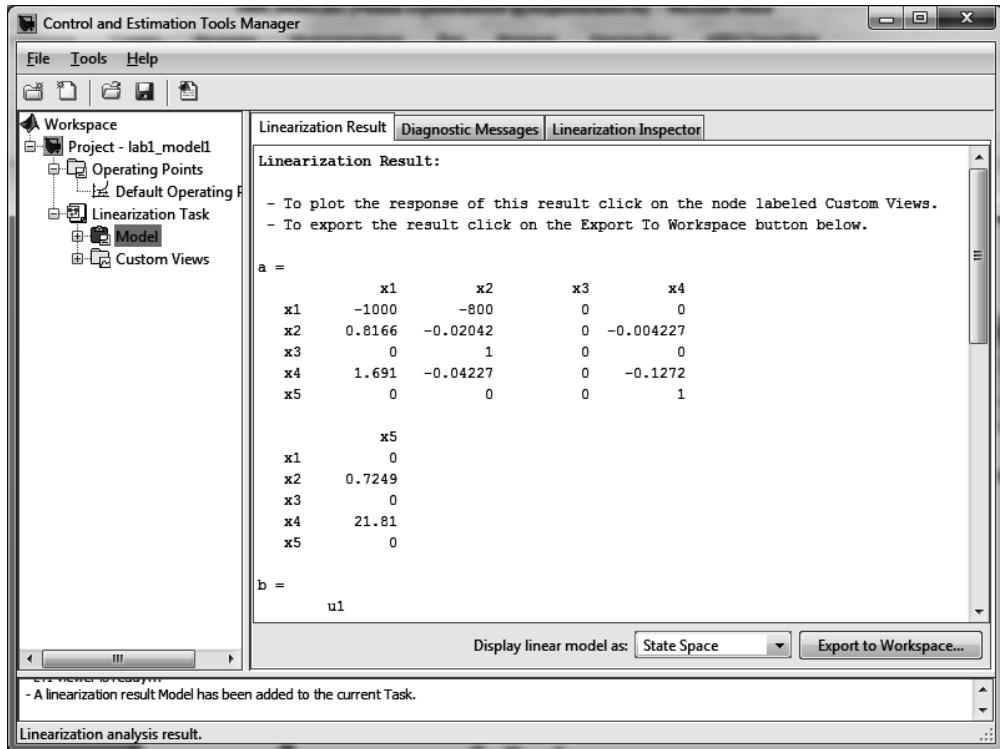 Control and Estimation Tools Manager
File Tools Help
Workspace
Project - lab1_model1
Operating Points
Default Operating
Linearization Task
Model
Custom Views
Linearization Result Diagnostic Messages Linearization Inspector
Linearization Result:
- To plot the response of this result click on the node labeled Custom Views.
- To export the result click on the Export To Workspace button below.
a =
x1 x2 x3 x4
x1 -1000 -800 0 0
x2 0.8166 -0.02042 0 -0.004227
x3 0 1 0 0
x4 1.691 -0.04227 0 -0.1272
x5 0 0 0 1
x5
x1 0
x2 0.7249
x3 0
x4 21.81
x5 0
b =
u1
Display linear model as: State Space Export to Workspace...
- A linearization result Model has been added to the current Task.
Linearization analysis result.